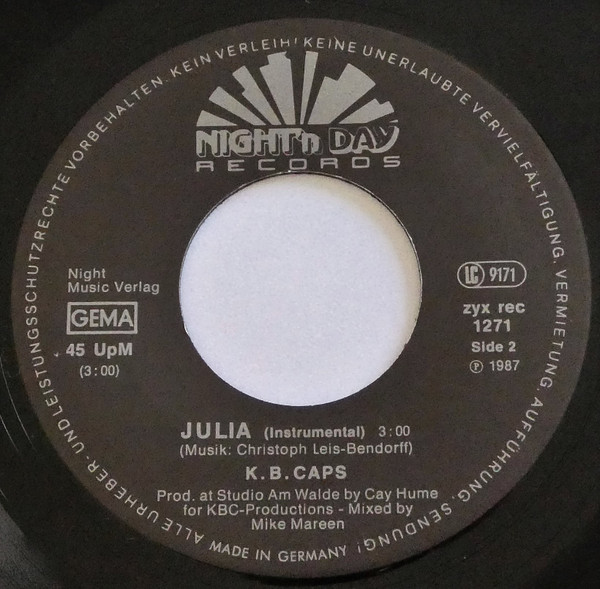 ALLE URHEBER- UND LEISTUNGSSCHUTZRECHTE VORBEHALTEN. KEIN VERLEIH! KEINE UNERLAUBTE VERVIELFÄLTIGUNG. VERMIETUNG. AUFFÜHRUNG. SENDUNG!
NIGHT'n DAY
RECORDS
Night
Music Verlag
GEMA
45 UpM
(3:00)
LC 9171
zyx rec
1271
Side 2
Ⓟ 1987
JULIA (Instrumental) 3:00
(Musik: Christoph Leis-Bendorff)
K.B.CAPS
Prod. at Studio Am Walde by Cay Hume
for KBC-Productions - Mixed by
Mike Mareen
MADE IN GERMANY